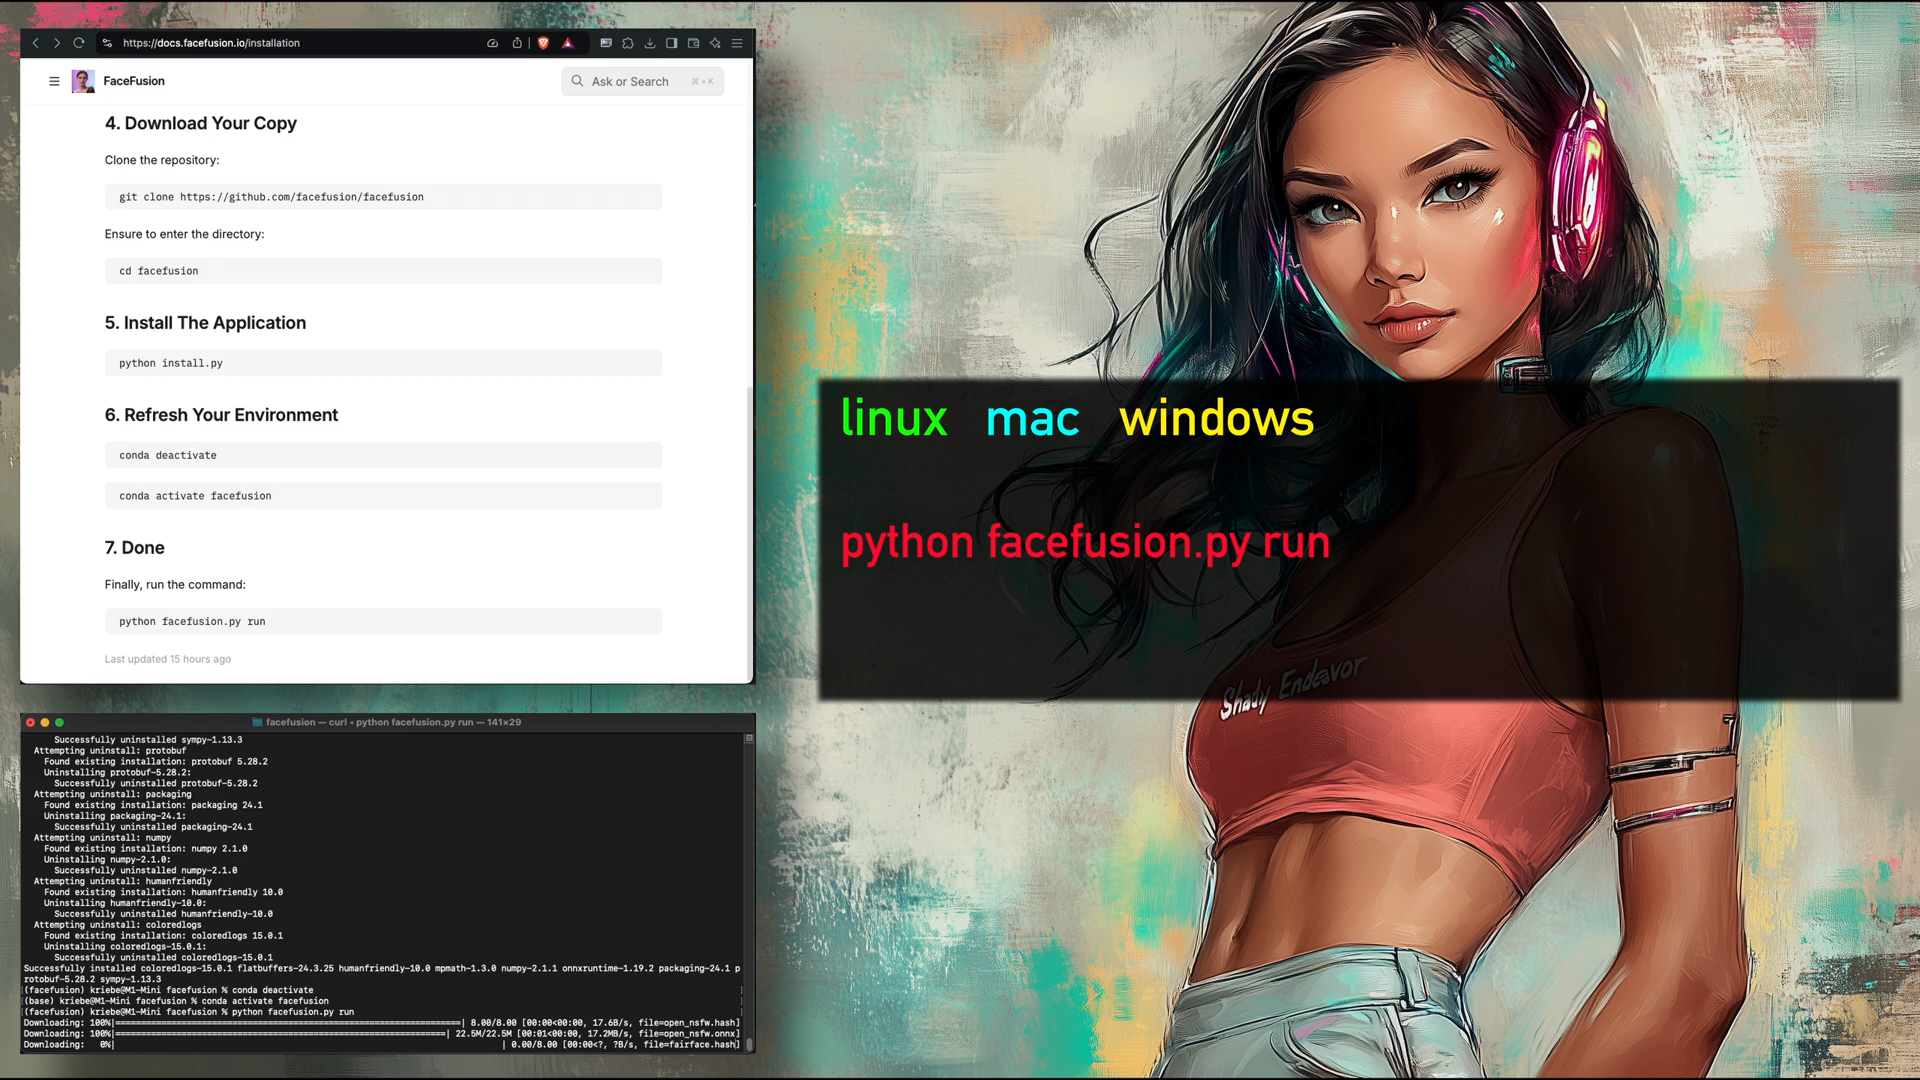 https://docs.facefusion.io/installation
FaceFusion
Ask or Search
⌘ + K
4. Download Your Copy
Clone the repository:
git clone https://github.com/facefusion/facefusion
Ensure to enter the directory:
cd facefusion
5. Install The Application
python install.py
6. Refresh Your Environment
conda deactivate
conda activate facefusion
7. Done
Finally, run the command:
python facefusion.py run
Last updated 15 hours ago
linux mac windows
python facefusion.py run
Shady Endeavor
facefusion — curl ◂ python facefusion.py run — 141×29
Successfully uninstalled sympy-1.13.3
Attempting uninstall: protobuf
Found existing installation: protobuf 5.28.2
Uninstalling protobuf-5.28.2:
Successfully uninstalled protobuf-5.28.2
Attempting uninstall: packaging
Found existing installation: packaging 24.1
Uninstalling packaging-24.1:
Successfully uninstalled packaging-24.1
Attempting uninstall: numpy
Found existing installation: numpy 2.1.0
Uninstalling numpy-2.1.0:
Successfully uninstalled numpy-2.1.0
Attempting uninstall: humanfriendly
Found existing installation: humanfriendly 10.0
Uninstalling humanfriendly-10.0:
Successfully uninstalled humanfriendly-10.0
Attempting uninstall: coloredlogs
Found existing installation: coloredlogs 15.0.1
Uninstalling coloredlogs-15.0.1:
Successfully uninstalled coloredlogs-15.0.1
Successfully installed coloredlogs-15.0.1 flatbuffers-24.3.25 humanfriendly-10.0 mpmath-1.3.0 numpy-2.1.1 onnxruntime-1.19.2 packaging-24.1 p
rotobuf-5.28.2 sympy-1.13.3
[(facefusion) kriebe@M1-Mini facefusion % conda deactivate ]
[(base) kriebe@M1-Mini facefusion % conda activate facefusion ]
[(facefusion) kriebe@M1-Mini facefusion % python facefusion.py run ]
Downloading: 100%|==========| 8.00/8.00 [00:00<00:00, 17.6B/s, file=open_nsfw.hash]
Downloading: 100%|==========| 22.5M/22.5M [00:01<00:00, 17.2MB/s, file=open_nsfw.onnx]
Downloading: 0%| | 0.00/8.00 [00:00<?, ?B/s, file=fairface.hash]